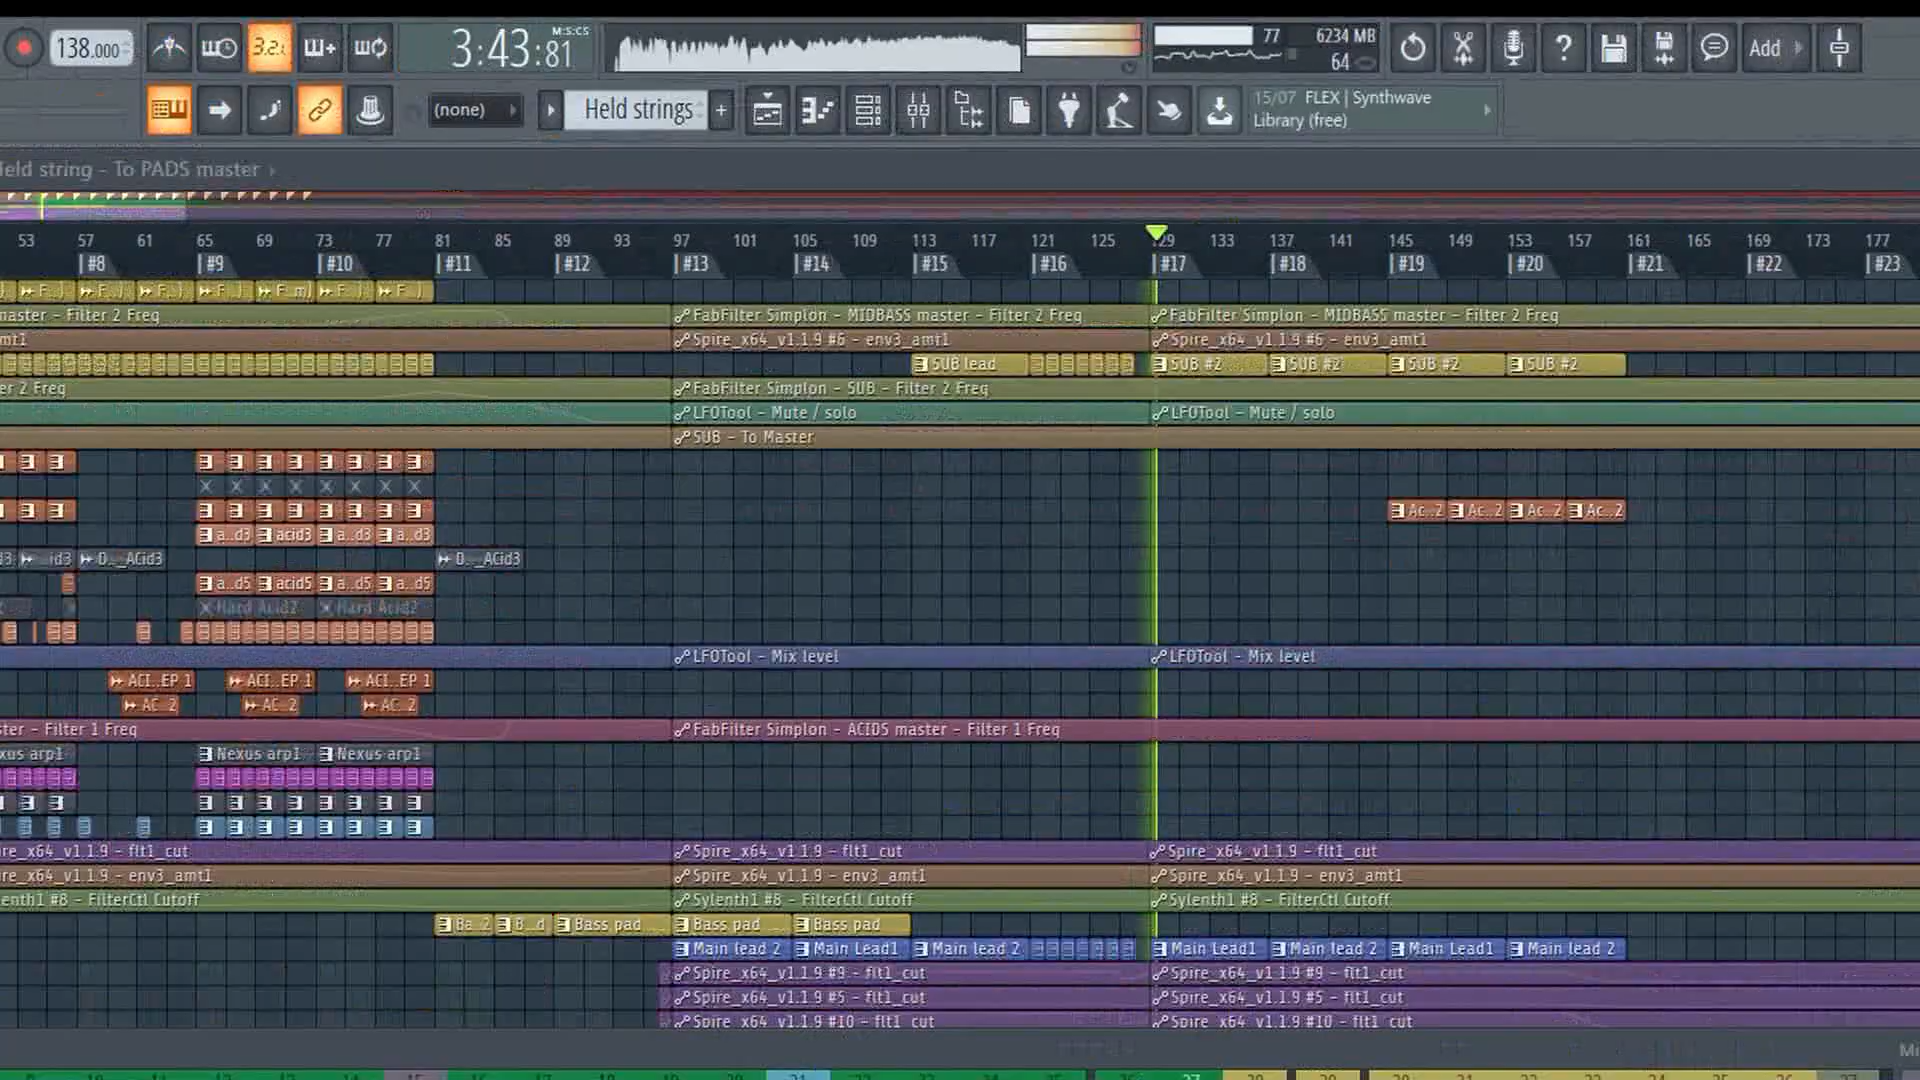 138.000
3.2.1
3:43:81 M:S:CS
77
6234 MB
64
Add
(none)
Held strings
15/07 FLEX | Synthwave
Library (free)
eld string - To PADS master
53 57 61 65 69 73 77 81 85 89 93 97 101 105 109 113 117 121 125 129 133 137 141 145 149 153 157 161 165 169 173 177
#8 #9 #10 #11 #12 #13 #14 #15 #16 #17 #18 #19 #20 #21 #22 #23
master - Filter 2 Freq FabFilter Simplon - MIDBASS master - Filter 2 Freq FabFilter Simplon - MIDBASS master - Filter 2 Freq
mt1 Spire_x64_v1.1.9 #6 - env3_amt1 Spire_x64_v1.1.9 #6 - env3_amt1
SUB lead SUB #2 SUB #2 SUB #2 SUB #2
er 2 Freq FabFilter Simplon - SUB - Filter 2 Freq
LFOTool - Mute / solo LFOTool - Mute / solo
SUB - To Master
Ac..2 Ac..2 Ac..2 Ac..2
a..d3 acid3 a..d3 a..d3
..id3 D.._ACid3 D.._ACid3
a..d5 acid5 a..d5 a..d5
Hard Acid2 Hard Acid2
LFOTool - Mix level LFOTool - Mix level
ACI..EP 1 ACI..EP 1 ACI..EP 1
AC..2 AC..2 AC..2
ster - Filter 1 Freq FabFilter Simplon - ACIDS master - Filter 1 Freq
xus arp1 Nexus arp1 Nexus arp1
re_x64_v1.1.9 - flt1_cut Spire_x64_v1.1.9 - flt1_cut Spire_x64_v1.1.9 - flt1_cut
re_x64_v1.1.9 - env3_amt1 Spire_x64_v1.1.9 - env3_amt1 Spire_x64_v1.1.9 - env3_amt1
enth1 #8 - FilterCtl Cutoff Sylenth1 #8 - FilterCtl Cutoff Sylenth1 #8 - FilterCtl Cutoff
Ba..2 B...d Bass pad Bass pad Bass pad
Main lead 2 Main Lead1 Main lead 2 Main Lead1 Main lead 2 Main Lead1 Main lead 2
Spire_x64_v1.1.9 #9 - flt1_cut Spire_x64_v1.1.9 #9 - flt1_cut
Spire_x64_v1.1.9 #5 - flt1_cut Spire_x64_v1.1.9 #5 - flt1_cut
Spire_x64_v1.1.9 #10 - flt1_cut Spire_x64_v1.1.9 #10 - flt1_cut